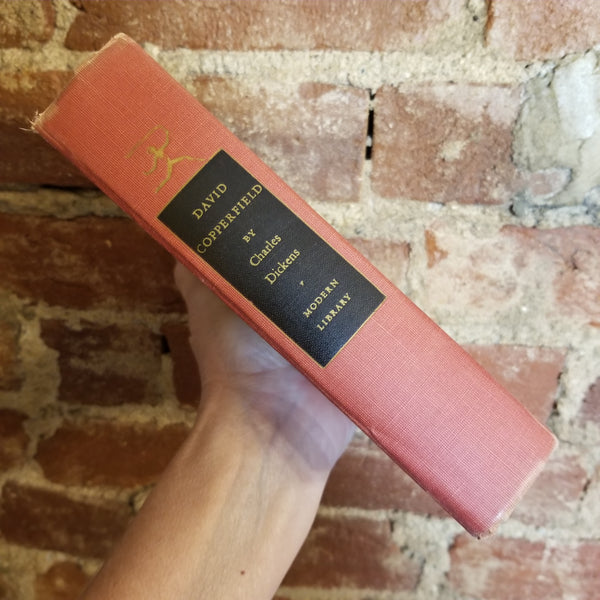 DAVID
COPPERFIELD
BY
Charles
Dickens
MODERN
LIBRARY